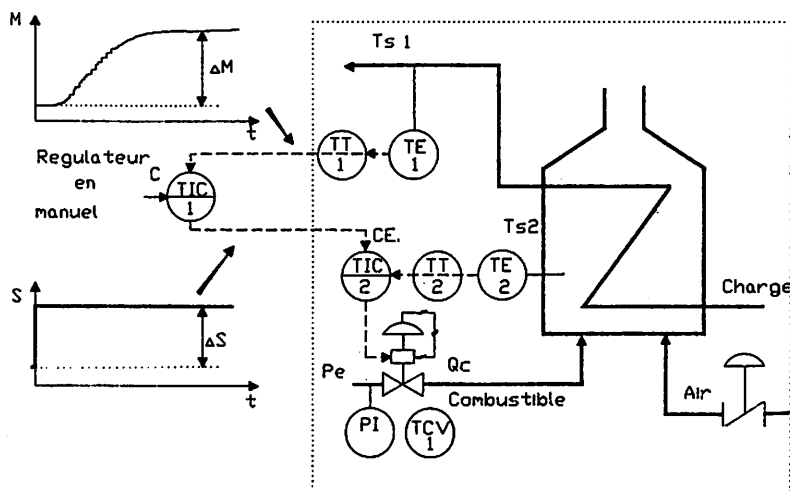 M
ΔM
t
Ts 1
TT
1
TE
1
Regulateur
en
manuel
C
TIC
1
Ts2
CE.
TIC
2
TT
2
TE
2
Charge
S
ΔS
t
Pe
Qc
Combustible
Air
PI
TCV
1